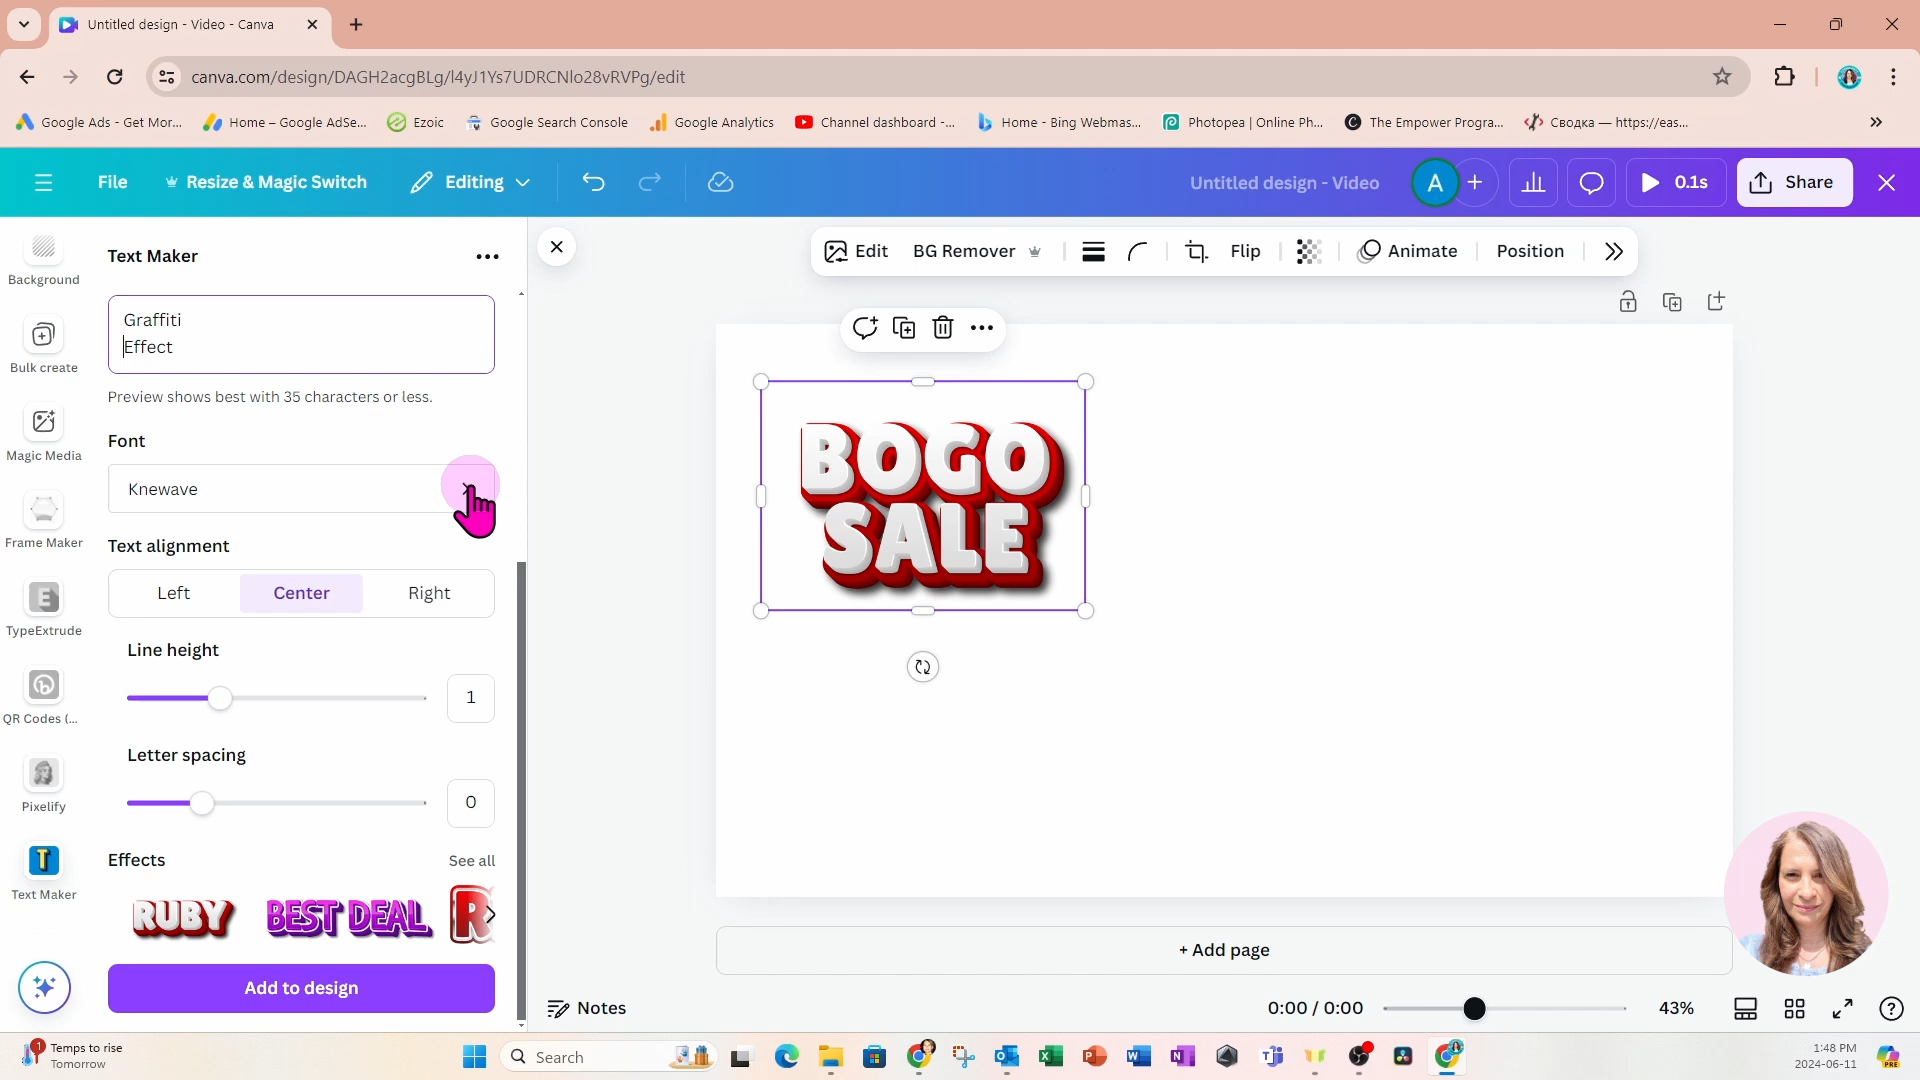 Untitled design - Video - Canva
canva.com/design/DAGH2acgBLg/l4yJ1Ys7UDRCNlo28vRVPg/edit
Google Ads - Get Mor...
Home – Google AdSe...
Ezoic
Google Search Console
Google Analytics
Channel dashboard -...
Home - Bing Webmas...
Photopea | Online Ph...
The Empower Progra...
Сводка — https://eas...
File
Resize & Magic Switch
Editing
Untitled design - Video
A
0.1s
Share
Background
Bulk create
Magic Media
Frame Maker
TypeExtrude
QR Codes (...
Pixelify
Text Maker
Text Maker
Graffiti
Effect
Preview shows best with 35 characters or less.
Font
Knewave
Text alignment
Left
Center
Right
Line height
1
Letter spacing
0
Effects
See all
RUBY
BEST DEAL
R
Add to design
Edit
BG Remover
Flip
Animate
Position
BOGO
SALE
+ Add page
Notes
0:00 / 0:00
43%
1
Temps to rise
Tomorrow
Search
1:48 PM
2024-06-11